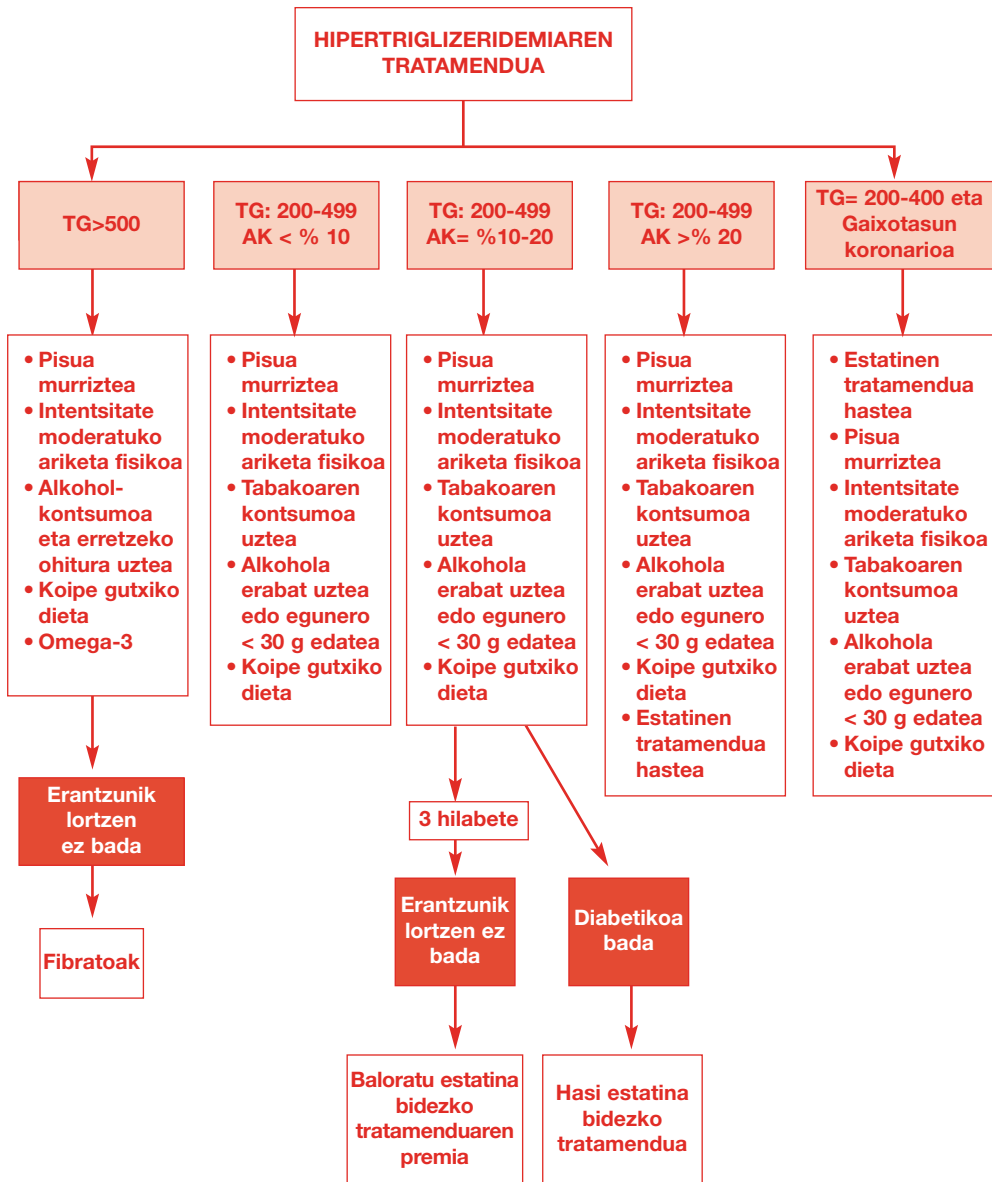 HIPERTRIGLIZERIDEMIAREN
TRATAMENDUA
TG>500
TG: 200-499
AK < % 10
TG: 200-499
AK= %10-20
TG: 200-499
AK >% 20
TG= 200-400 eta
Gaixotasun
koronarioa
• Pisua
murriztea
• Intentsitate
moderatuko
ariketa fisikoa
• Alkohol-
kontsumoa
eta erretzeko
ohitura uztea
• Koipe gutxiko
dieta
• Omega-3
• Pisua
murriztea
• Intentsitate
moderatuko
ariketa fisikoa
• Tabakoaren
kontsumoa
uztea
• Alkohola
erabat uztea
edo egunero
< 30 g edatea
• Koipe gutxiko
dieta
• Pisua
murriztea
• Intentsitate
moderatuko
ariketa fisikoa
• Tabakoaren
kontsumoa
uztea
• Alkohola
erabat uztea
edo egunero
< 30 g edatea
• Koipe gutxiko
dieta
• Pisua
murriztea
• Intentsitate
moderatuko
ariketa fisikoa
• Tabakoaren
kontsumoa
uztea
• Alkohola
erabat uztea
edo egunero
< 30 g edatea
• Koipe gutxiko
dieta
• Estatinen
tratamendua
hastea
• Estatinen
tratamendua
hastea
• Pisua
murriztea
• Intentsitate
moderatuko
ariketa fisikoa
• Tabakoaren
kontsumoa
uztea
• Alkohola
erabat uztea
edo egunero
< 30 g edatea
• Koipe gutxiko
dieta
Erantzunik
lortzen
ez bada
Fibratoak
3 hilabete
Erantzunik
lortzen ez
bada
Diabetikoa
bada
Baloratu estatina
bidezko
tratamenduaren
premia
Hasi estatina
bidezko
tratamendua